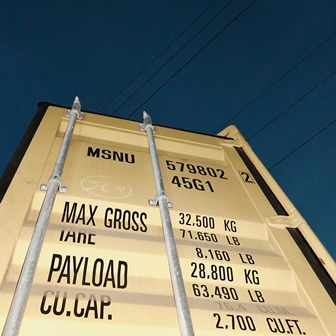 MSNU 579802 2
45G1
MAX GROSS 32.500 KG
71.650 LB
TARE
8.160 LB
PAYLOAD 28.800 KG
63.490 LB
CU.CAP.
2.700 CU.FT.